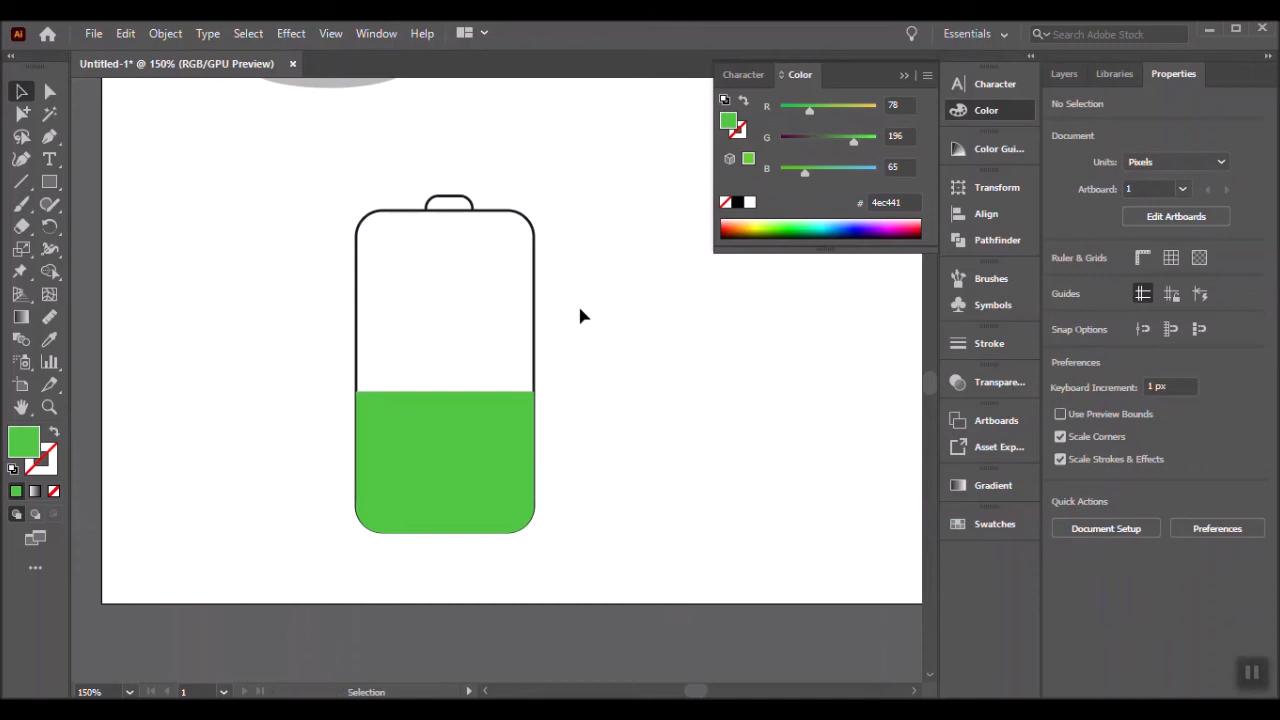 Ai File Edit Object Type Select Effect View Window Help Essentials Search Adobe Stock
Untitled-1* @ 150% (RGB/GPU Preview) ×
Character Color
R 78
G 196
B 65
# 4ec441
Character
Color
Color Gui...
Transform
Align
Pathfinder
Brushes
Symbols
Stroke
Transpare...
Artboards
Asset Exp...
Gradient
Swatches
Layers Libraries Properties
No Selection
Document
Units: Pixels
Artboard: 1
Edit Artboards
Ruler & Grids
Guides
Snap Options
Preferences
Keyboard Increment: 1 px
Use Preview Bounds
Scale Corners
Scale Strokes & Effects
Quick Actions
Document Setup Preferences
150% 1 Selection